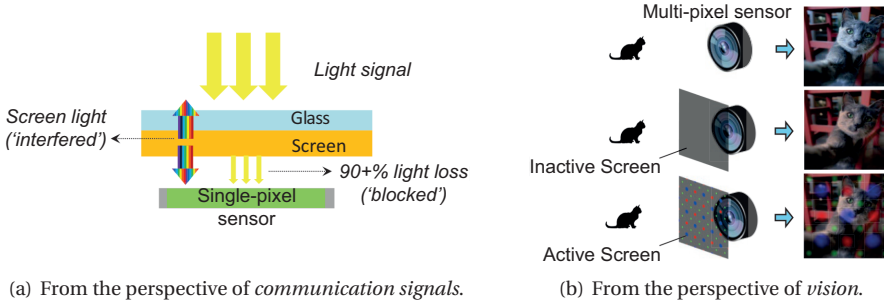 Light signal
Screen light
('interfered')
Glass
Screen
90+% light loss
('blocked')
Single-pixel
sensor
(a) From the perspective of communication signals.
Multi-pixel sensor
Inactive Screen
Active Screen
(b) From the perspective of vision.